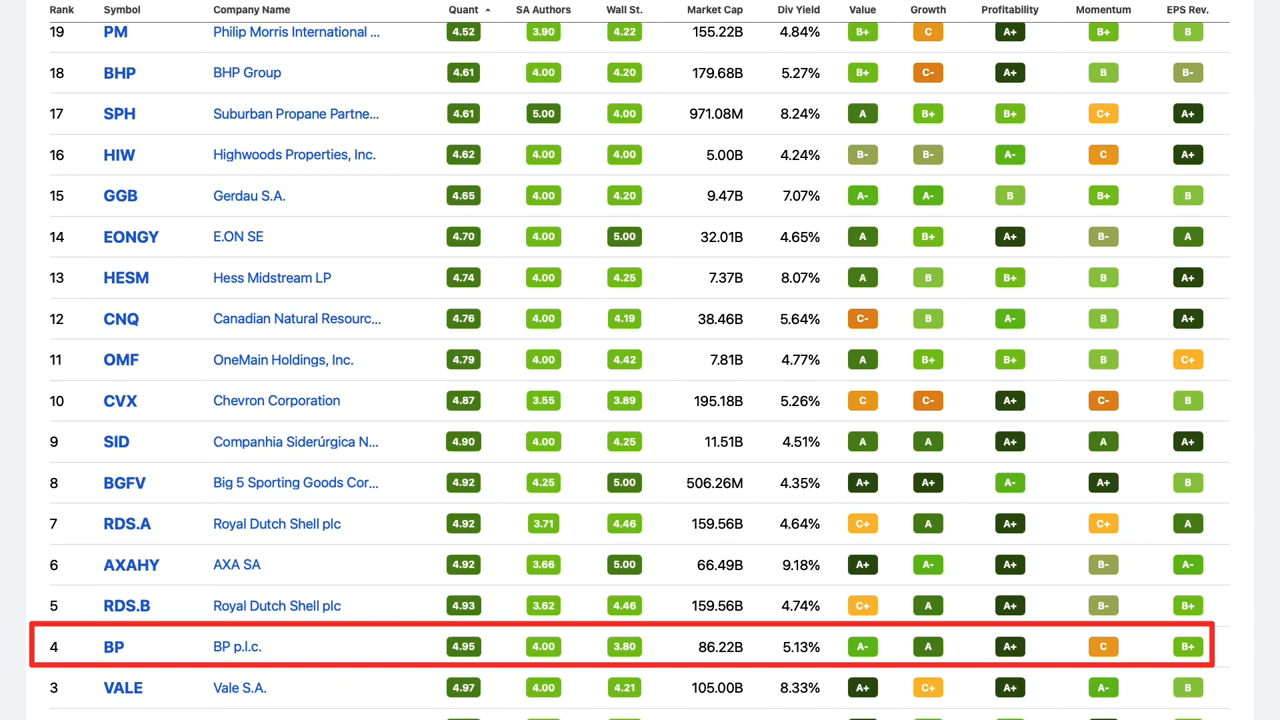 Rank Symbol Company Name Quant SA Authors Wall St. Market Cap Div Yield Value Growth Profitability Momentum EPS Rev.
19 PM Philip Morris International ... 4.52 3.90 4.22 155.22B 4.84% B+ C A+ B+ B
18 BHP BHP Group 4.61 4.00 4.20 179.68B 5.27% B+ C- A+ B B-
17 SPH Suburban Propane Partne... 4.61 5.00 4.00 971.08M 8.24% A B+ B+ C+ A+
16 HIW Highwoods Properties, Inc. 4.62 4.00 4.00 5.00B 4.24% B- B- A- C A+
15 GGB Gerdau S.A. 4.65 4.00 4.20 9.47B 7.07% A- A- B B+ B
14 EONGY E.ON SE 4.70 4.00 5.00 32.01B 4.65% A B+ A+ B- A
13 HESM Hess Midstream LP 4.74 4.00 4.25 7.37B 8.07% A B B+ B A+
12 CNQ Canadian Natural Resourc... 4.76 4.00 4.19 38.46B 5.64% C- B A- B A+
11 OMF OneMain Holdings, Inc. 4.79 4.00 4.42 7.81B 4.77% A B+ B+ B C+
10 CVX Chevron Corporation 4.87 3.55 3.89 195.18B 5.26% C C- A+ C- B
9 SID Companhia Siderúrgica N... 4.90 4.00 4.25 11.51B 4.51% A A A+ A A+
8 BGFV Big 5 Sporting Goods Cor... 4.92 4.25 5.00 506.26M 4.35% A+ A+ A- A+ B
7 RDS.A Royal Dutch Shell plc 4.92 3.71 4.46 159.56B 4.64% C+ A A+ C+ A
6 AXAHY AXA SA 4.92 3.66 5.00 66.49B 9.18% A+ A- A+ B- A-
5 RDS.B Royal Dutch Shell plc 4.93 3.62 4.46 159.56B 4.74% C+ A A+ B- B+
4 BP BP p.l.c. 4.95 4.00 3.80 86.22B 5.13% A- A A+ C B+
3 VALE Vale S.A. 4.97 4.00 4.21 105.00B 8.33% A+ C+ A+ A- B